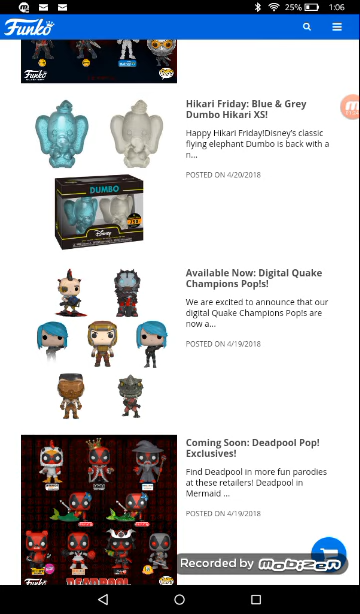 25% 1:06
Funko
Funko
Hikari Friday: Blue & Grey
Dumbo Hikari XS!
Happy Hikari Friday!Disney's classic
flying elephant Dumbo is back with a
n...
POSTED ON 4/20/2018
DUMBO
Disney
Available Now: Digital Quake
Champions Pop!s!
We are excited to announce that our
digital Quake Champions Pop!s are
now a...
POSTED ON 4/19/2018
Coming Soon: Deadpool Pop!
Exclusives!
Find Deadpool in more fun parodies
at these retailers! Deadpool in
Mermaid ...
POSTED ON 4/19/2018
Funko
DEADPOOL
Recorded by MOBIZEN